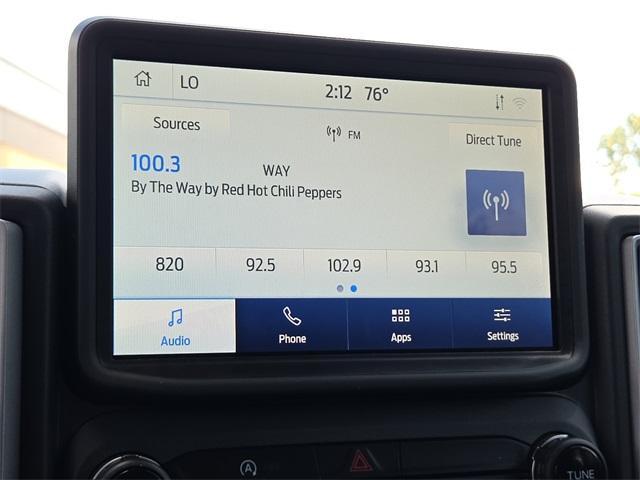 LO 2:12 76°
Sources FM Direct Tune
100.3 WAY
By The Way by Red Hot Chili Peppers
820 92.5 102.9 93.1 95.5
Audio Phone Apps Settings
A
TUNE